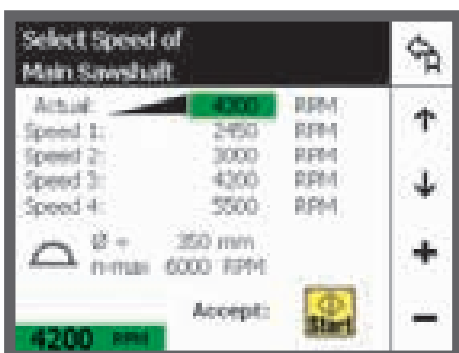 Select Speed of
Main Sawshaft
Actual: 4200 RPM
Speed 1: 2450 RPM
Speed 2: 3000 RPM
Speed 3: 4200 RPM
Speed 4: 5500 RPM
Ø = 350 mm
n-max 6000 RPM
Accept: Start
4200 RPM